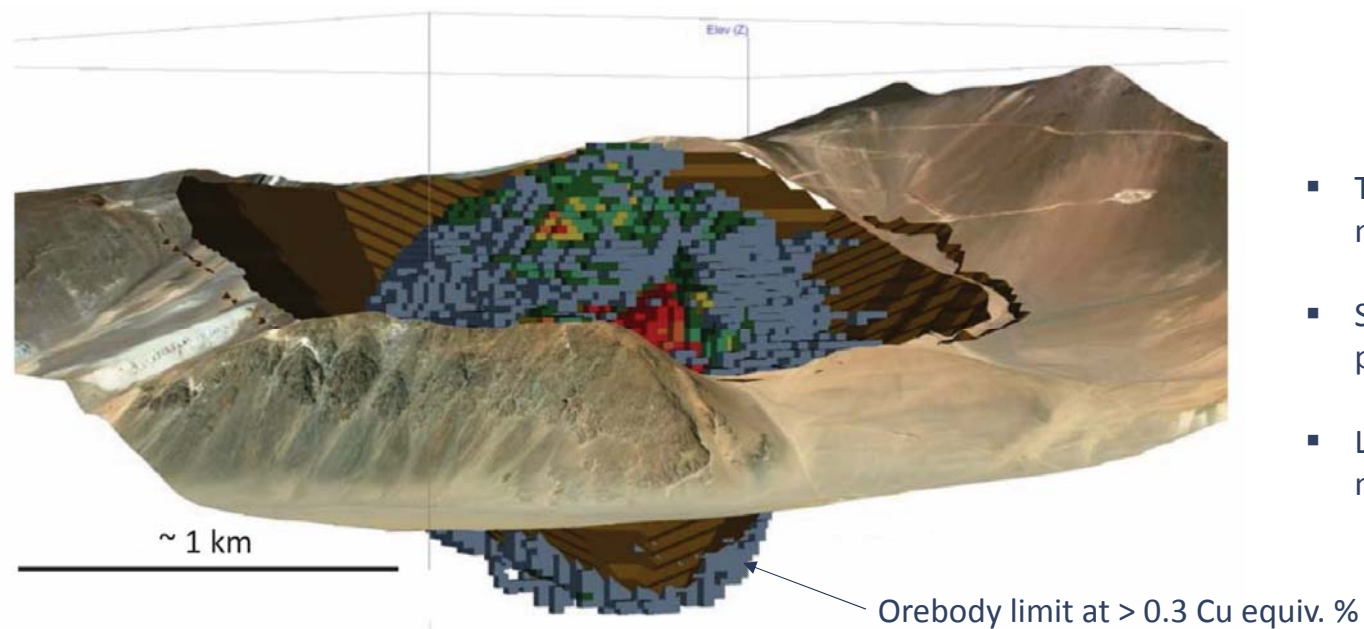 Elev (Z)
~ 1 km
Orebody limit at > 0.3 Cu equiv. %